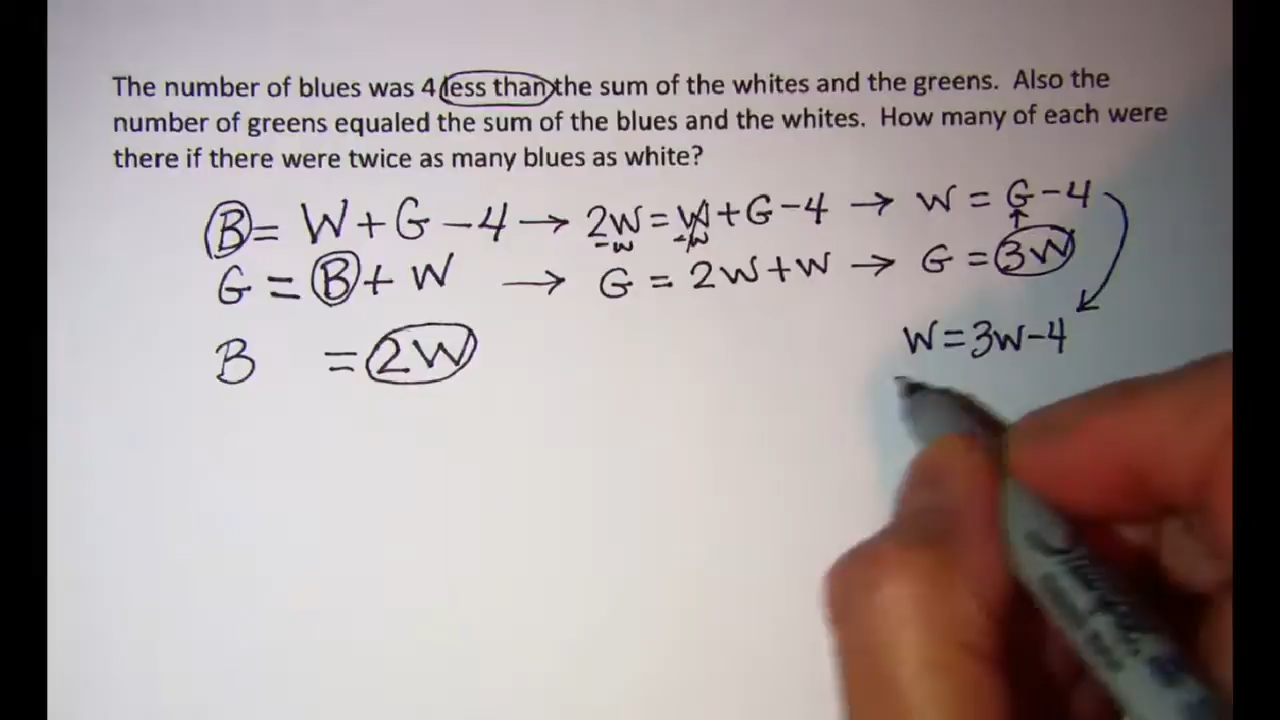 The number of blues was 4 less than the sum of the whites and the greens. Also the
number of greens equaled the sum of the blues and the whites. How many of each were
there if there were twice as many blues as white?
B = W + G - 4 → 2W = W + G - 4 → W = G - 4
-W -W
G = B + W → G = 2W + W → G = 3W
B = 2W
W = 3W - 4
Sharpie